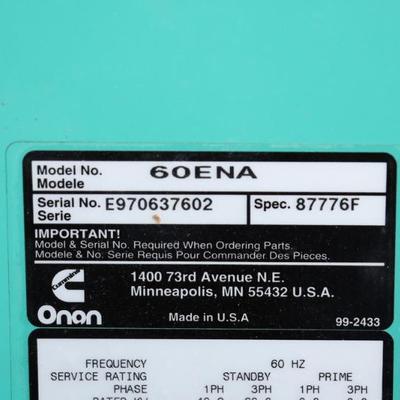 Model No. 60ENA
Modele
Serial No. E970637602 Spec. 87776F
Serie
IMPORTANT!
Model & Serial No. Required When Ordering Parts.
Modele & No. Serie Requis Pour Commander Des Pieces.
Cummins
1400 73rd Avenue N.E.
Minneapolis, MN 55432 U.S.A.
Onan
Made in U.S.A
99-2433
FREQUENCY 60 HZ
SERVICE RATING STANDBY PRIME
PHASE 1PH 3PH 1PH 3PH
RATED